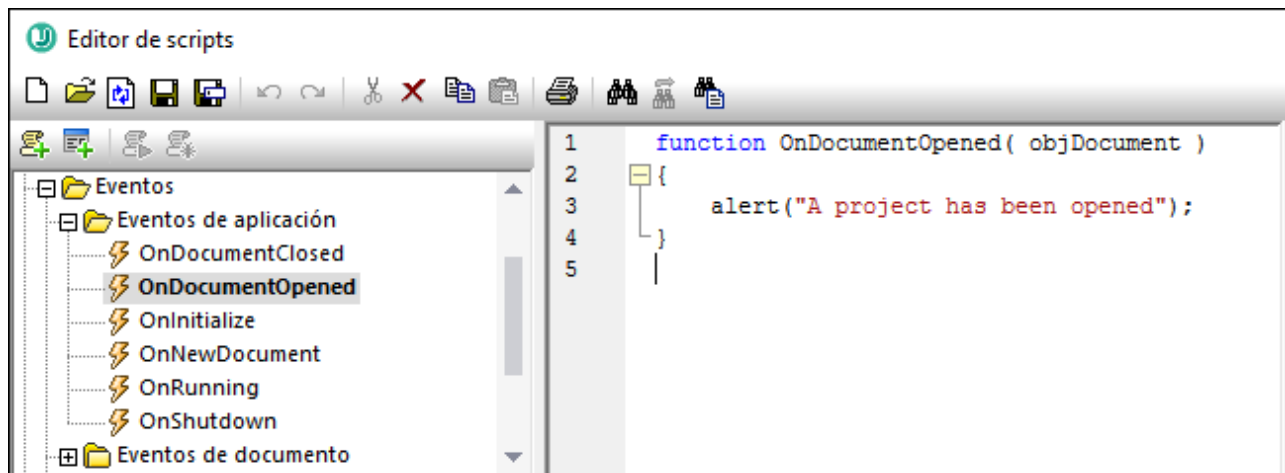 Editor de scripts
Eventos
Eventos de aplicación
OnDocumentClosed
OnDocumentOpened
OnInitialize
OnNewDocument
OnRunning
OnShutdown
Eventos de documento
1 function OnDocumentOpened( objDocument )
2 {
3 alert("A project has been opened");
4 }
5